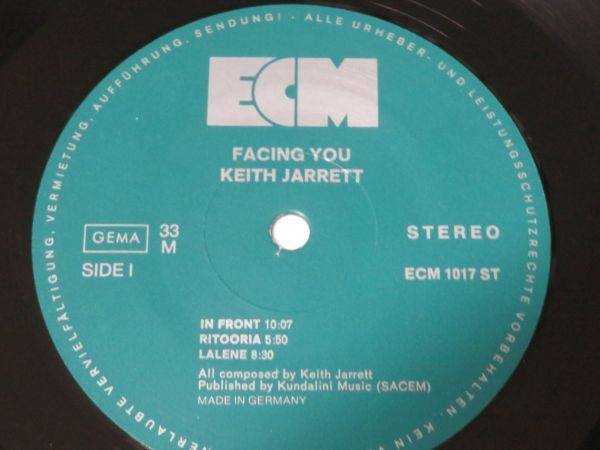 ALLE URHEBER- UND LEISTUNGSSCHUTZRECHTE VORBEHALTEN. KEIN
UNERLAUBTE VERVIELFÄLTIGUNG, VERMIETUNG, AUFFÜHRUNG, SENDUNG! -
ECM
FACING YOU
KEITH JARRETT
GEMA
33
M
SIDE I
STEREO
ECM 1017 ST
IN FRONT 10:07
RITOORIA 5:50
LALENE 8:30
All composed by Keith Jarrett
Published by Kundalini Music (SACEM)
MADE IN GERMANY